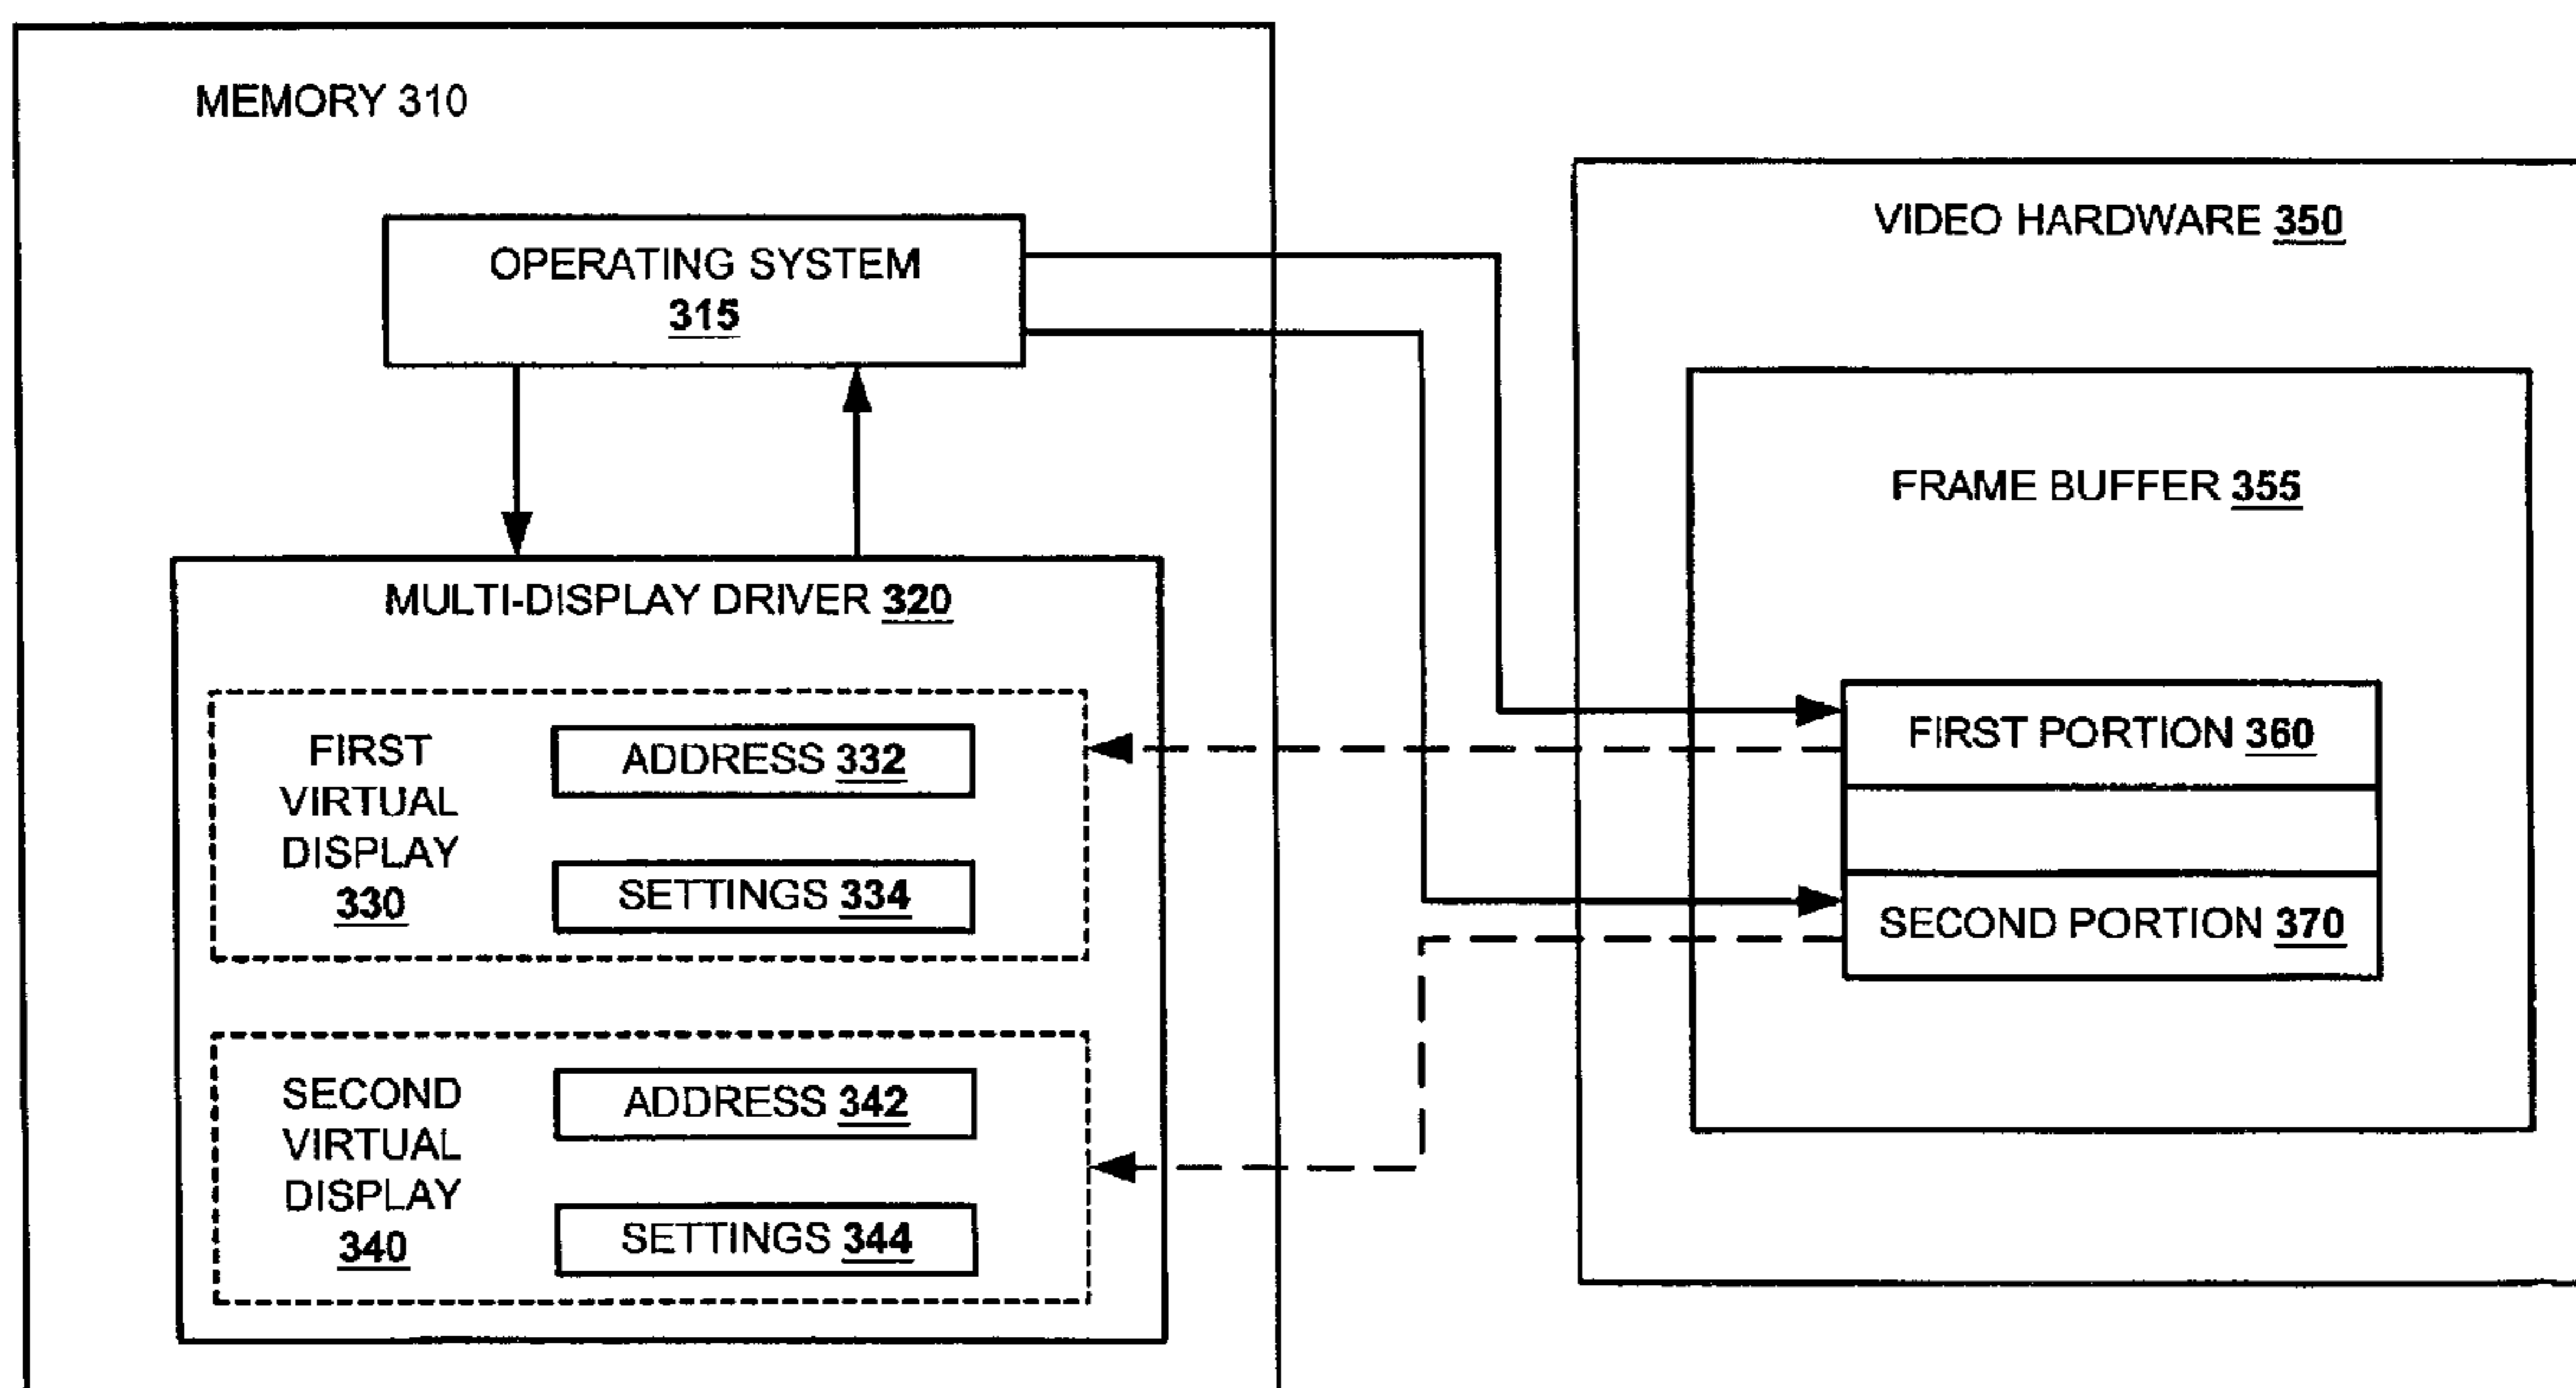 MEMORY 310
OPERATING SYSTEM
315
MULTI-DISPLAY DRIVER 320
FIRST
VIRTUAL
DISPLAY
330
ADDRESS 332
SETTINGS 334
SECOND
VIRTUAL
DISPLAY
340
ADDRESS 342
SETTINGS 344
VIDEO HARDWARE 350
FRAME BUFFER 355
FIRST PORTION 360
SECOND PORTION 370